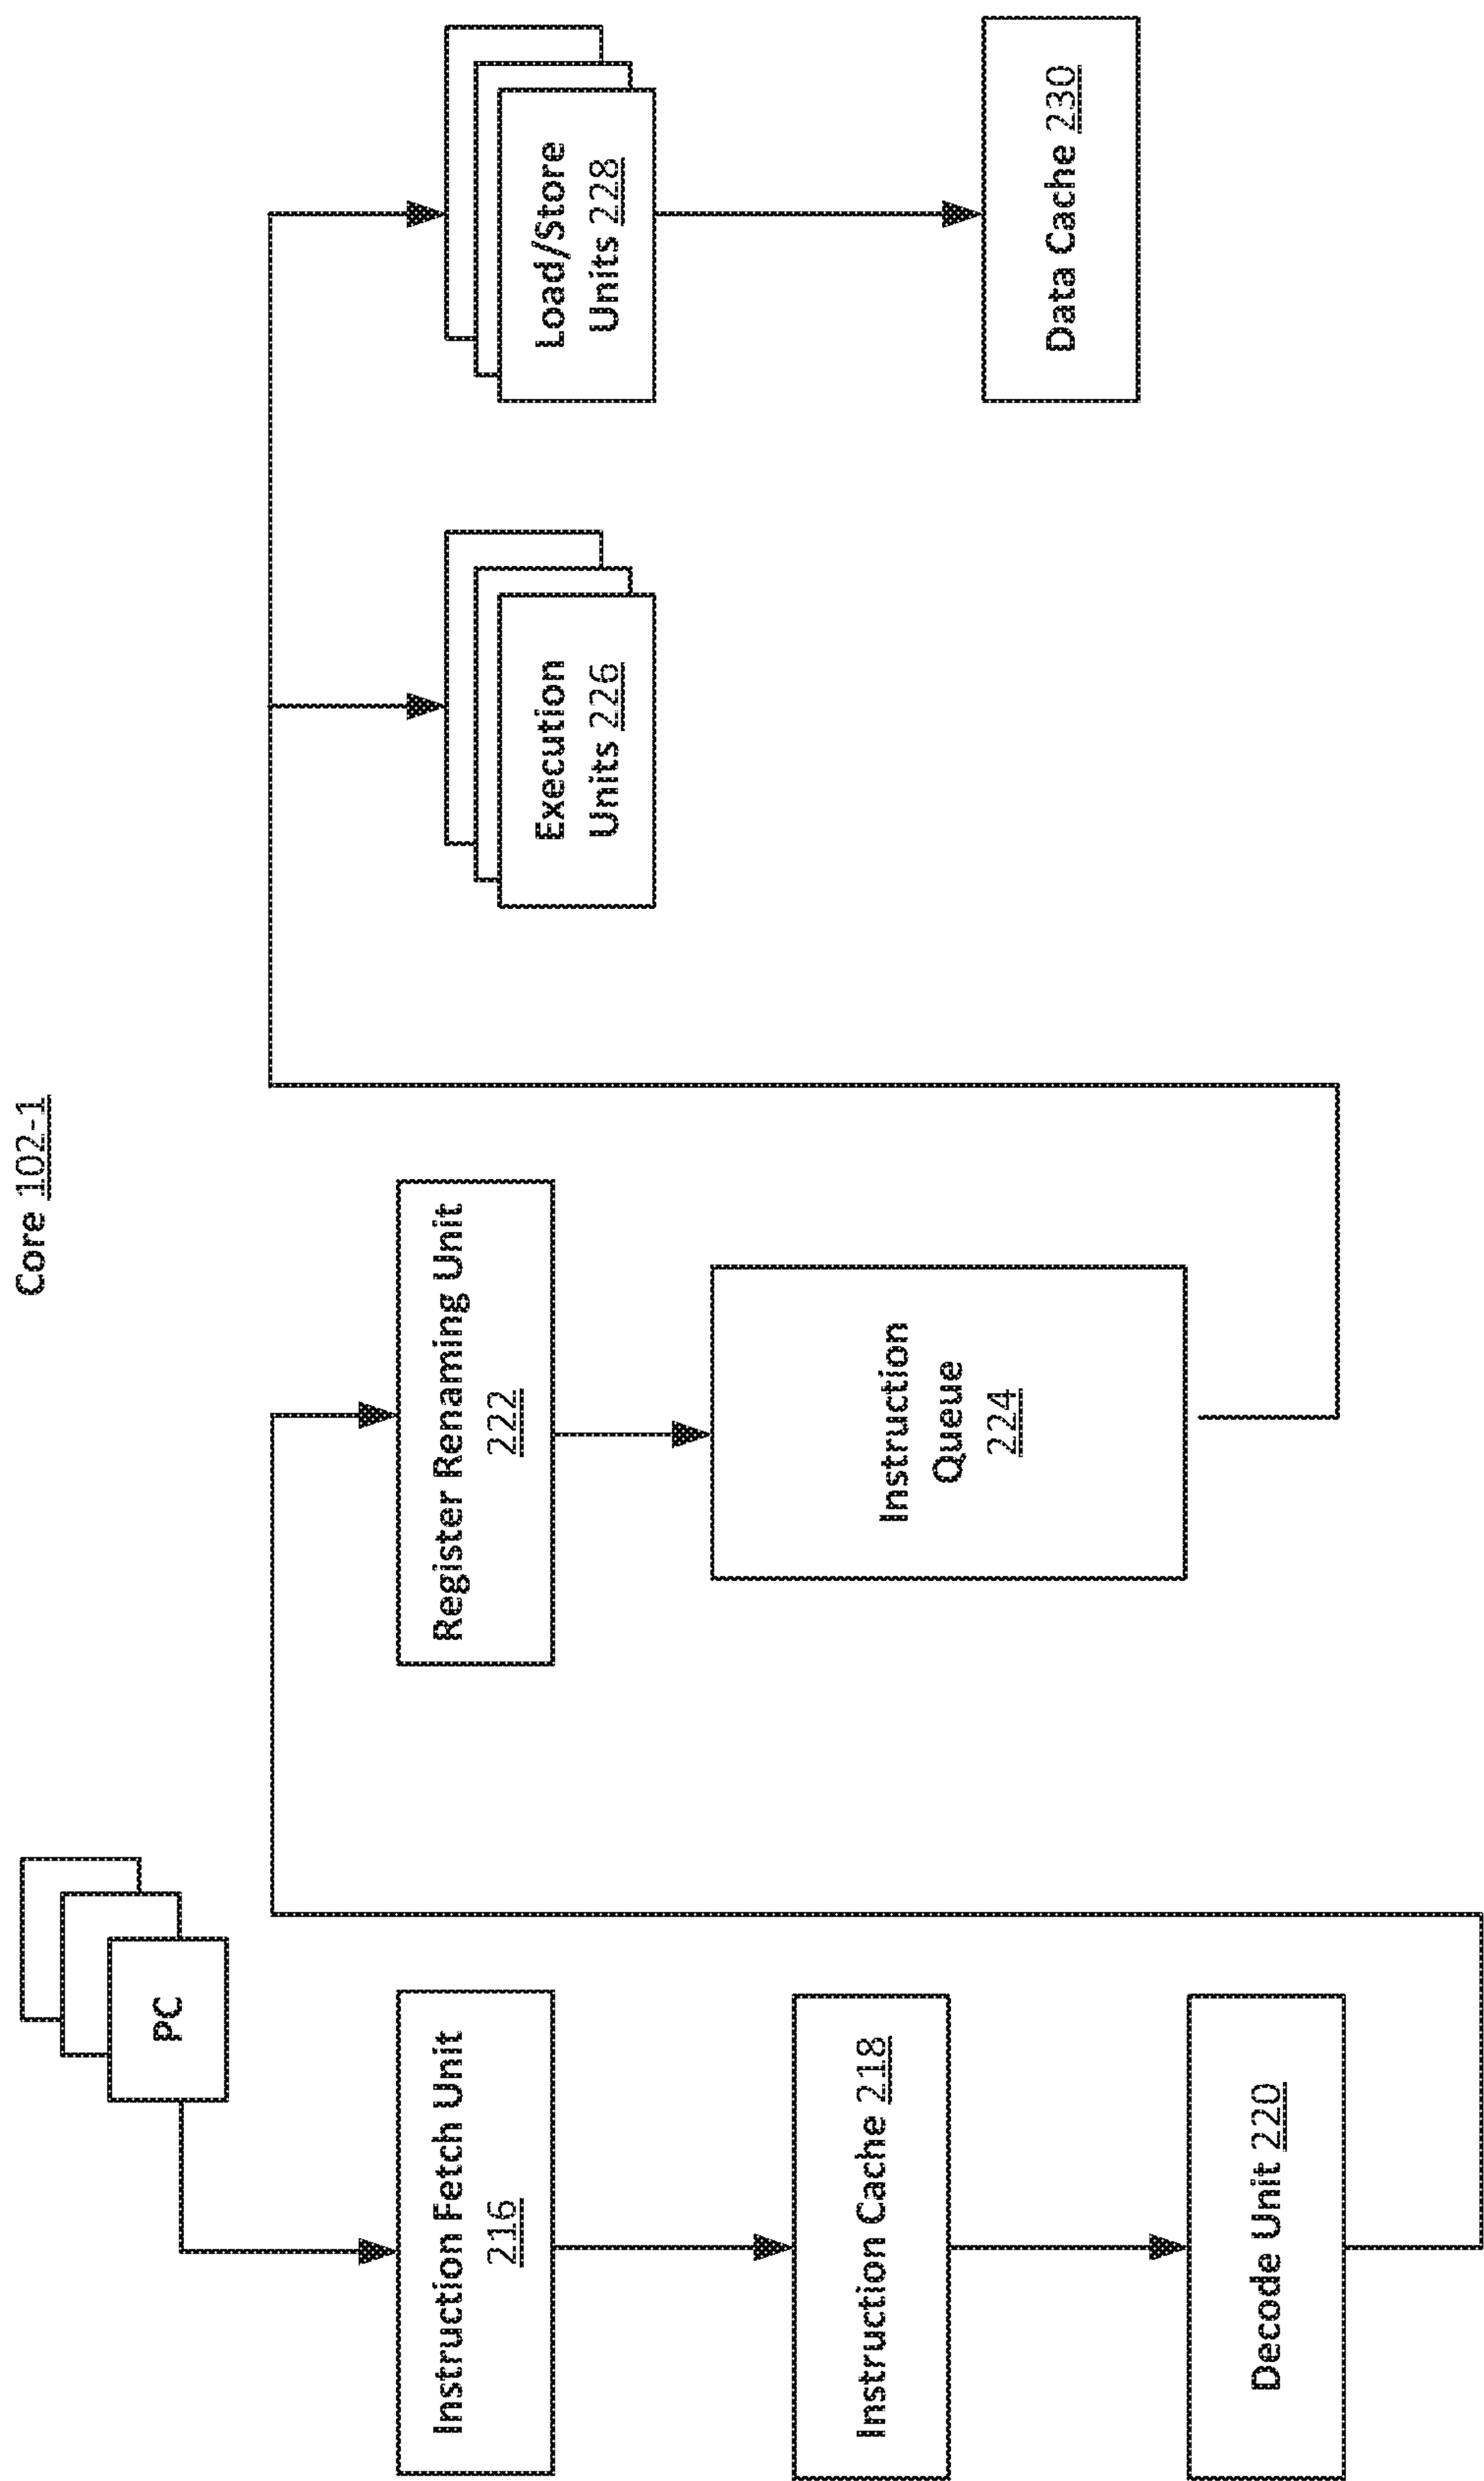 Core 102-1
PC
Instruction Fetch Unit
216
Instruction Cache 218
Decode Unit 220
Register Renaming Unit
222
Instruction
Queue
224
Execution
Units 226
Load/Store
Units 228
Data Cache 230